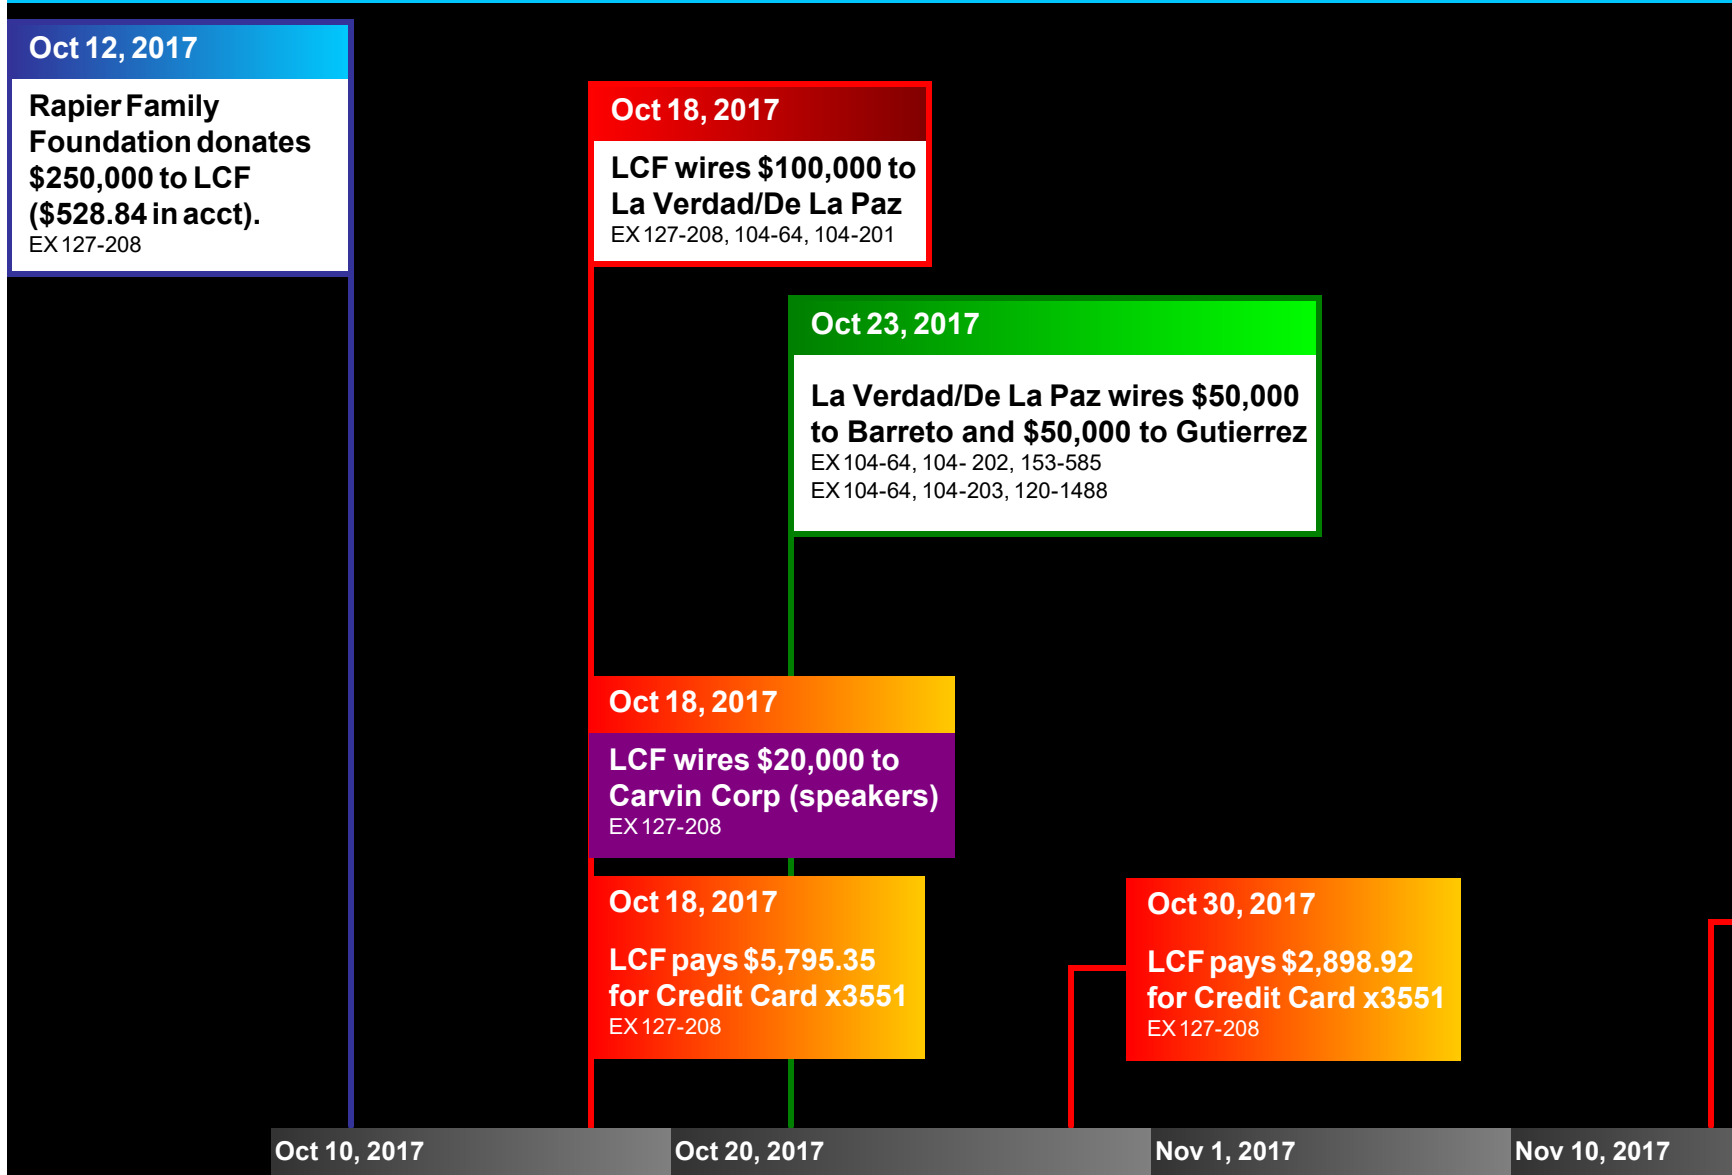 Oct 12, 2017
Rapier Family
Foundation donates
$250,000 to LCF
($528.84 in acct).
EX 127-208
Oct 18, 2017
LCF wires $100,000 to
La Verdad/De La Paz
EX 127-208, 104-64, 104-201
Oct 23, 2017
La Verdad/De La Paz wires $50,000
to Barreto and $50,000 to Gutierrez
EX 104-64, 104- 202, 153-585
EX 104-64, 104-203, 120-1488
Oct 18, 2017
LCF wires $20,000 to
Carvin Corp (speakers)
EX 127-208
Oct 18, 2017
LCF pays $5,795.35
for Credit Card x3551
EX 127-208
Oct 30, 2017
LCF pays $2,898.92
for Credit Card x3551
EX 127-208
Oct 10, 2017
Oct 20, 2017
Nov 1, 2017
Nov 10, 2017